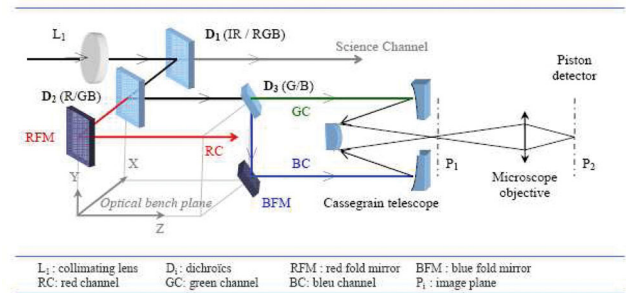 L₁
D₁ (IR / RGB)
Science Channel
Piston
detector
D₂ (R/GB)
D₃ (G/B)
GC
RFM
RC
BC
P₁
P₂
X
Y
Microscope
objective
Optical bench plane
BFM
Cassegrain telescope
Z
L₁ : collimating lens D₁ : dichroïcs RFM : red fold mirror BFM : blue fold mirror
RC: red channel GC: green channel BC: bleu channel P₁ : image plane